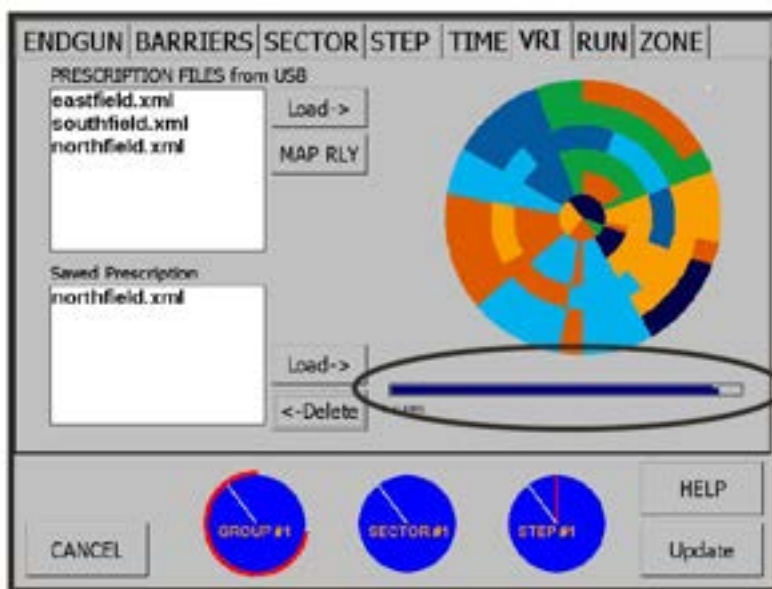 ENDGUN BARRIERS SECTOR STEP TIME VRI RUN ZONE
PRESCRIPTION FILES from USB
eastfield.xml
southfield.xml
northfield.xml
Load->
MAP RLY
Saved Prescription
northfield.xml
Load->
<-Delete
GROUP #1
SECTOR #1
STEP #1
HELP
CANCEL
Update